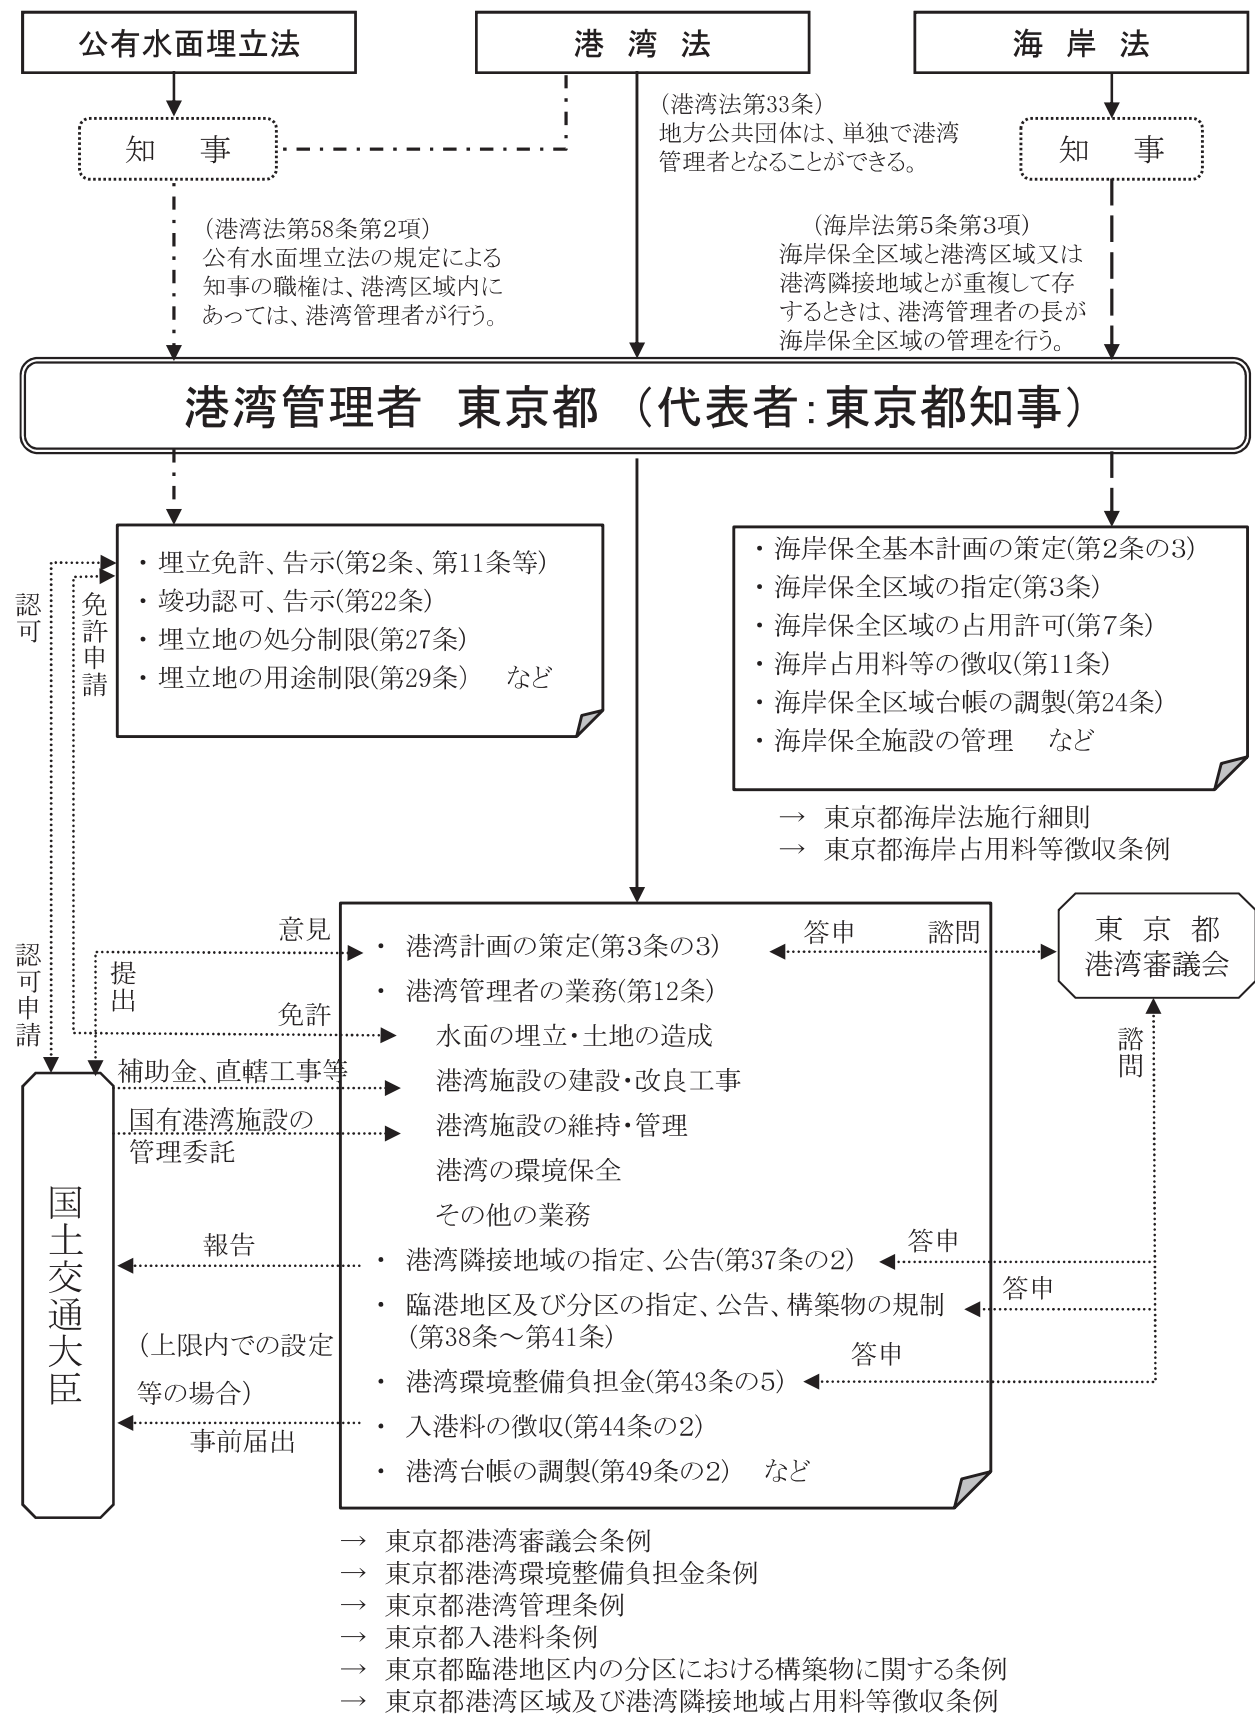 公有水面埋立法
港湾法
海岸法
知事
知事
(港湾法第33条)
地方公共団体は、単独で港湾
管理者となることができる。
(港湾法第58条第2項)
公有水面埋立法の規定による
知事の職権は、港湾区域内に
あっては、港湾管理者が行う。
(海岸法第5条第3項)
海岸保全区域と港湾区域又は
港湾隣接地域とが重複して存
するときは、港湾管理者の長が
海岸保全区域の管理を行う。
港湾管理者 東京都 (代表者:東京都知事)
認可
免許申請
・埋立免許、告示(第2条、第11条等)
・竣功認可、告示(第22条)
・埋立地の処分制限(第27条)
・埋立地の用途制限(第29条) など
・海岸保全基本計画の策定(第2条の3)
・海岸保全区域の指定(第3条)
・海岸保全区域の占用許可(第7条)
・海岸占用料等の徴収(第11条)
・海岸保全区域台帳の調製(第24条)
・海岸保全施設の管理 など
→ 東京都海岸法施行細則
→ 東京都海岸占用料等徴収条例
認可申請
提出
意見
免許
補助金、直轄工事等
国有港湾施設の
管理委託
国土交通大臣
報告
(上限内での設定
等の場合)
事前届出
・港湾計画の策定(第3条の3)
・港湾管理者の業務(第12条)
水面の埋立・土地の造成
港湾施設の建設・改良工事
港湾施設の維持・管理
港湾の環境保全
その他の業務
・港湾隣接地域の指定、公告(第37条の2)
・臨港地区及び分区の指定、公告、構築物の規制
(第38条～第41条)
・港湾環境整備負担金(第43条の5)
・入港料の徴収(第44条の2)
・港湾台帳の調製(第49条の2) など
答申 諮問
東京都
港湾審議会
諮問
答申
答申
答申
→ 東京都港湾審議会条例
→ 東京都港湾環境整備負担金条例
→ 東京都港湾管理条例
→ 東京都入港料条例
→ 東京都臨港地区内の分区における構築物に関する条例
→ 東京都港湾区域及び港湾隣接地域占用料等徴収条例